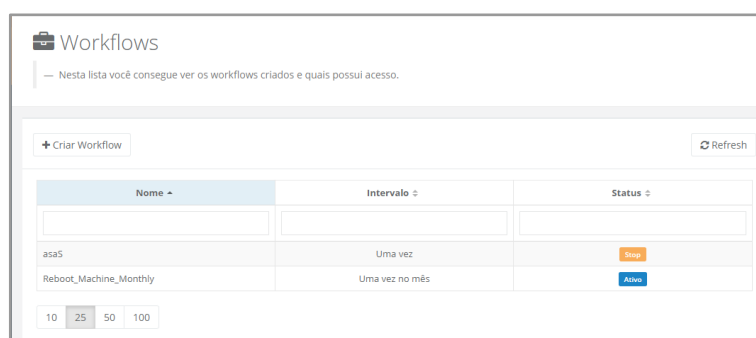 Workflows
— Nesta lista você consegue ver os workflows criados e quais possui acesso.
+ Criar Workflow
Refresh
Nome Intervalo Status
asaS Uma vez Stop
Reboot_Machine_Monthly Uma vez no mês Ativo
10 25 50 100